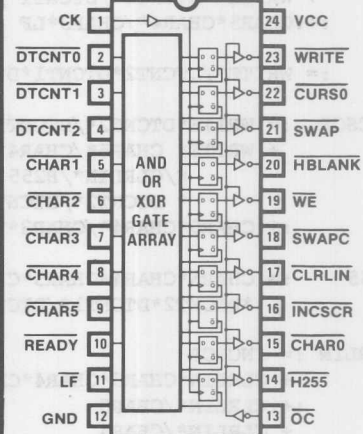 CK 1 24 VCC
DTCNT0 2 23 WRITE
DTCNT1 3 22 CURS0
DTCNT2 4 21 SWAP
CHAR1 5 20 HBLANK
CHAR2 6 19 WE
CHAR3 7 18 SWAPC
CHAR4 8 17 CLRLIN
CHAR5 9 16 INCSCR
READY 10 15 CHAR0
LF 11 14 H255
GND 12 13 OC
AND
OR
XOR
GATE
ARRAY